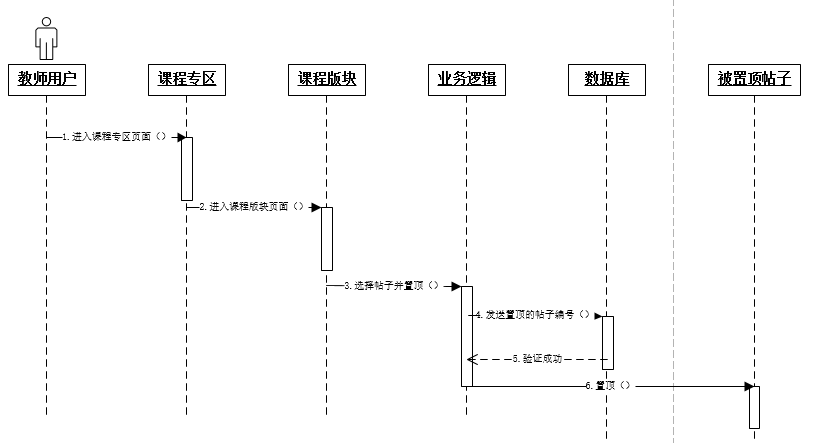 教师用户
课程专区
课程版块
业务逻辑
数据库
被置顶帖子
1.进入课程专区页面（）
2.进入课程版块页面（）
3.选择帖子并置顶（）
4.发送置顶的帖子编号（）
5.验证成功
6.置顶（）